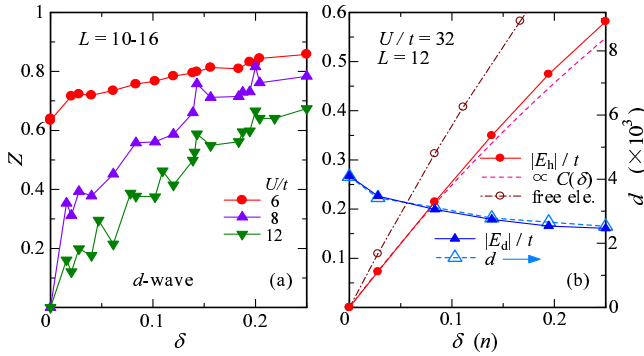 L = 10-16
Z
1
0.8
0.6
0.4
0.2
0
U/t
6
8
12
d-wave
(a)
0
0.1
0.2
δ
U / t = 32
L = 12
0.6
0.5
0.4
0.3
0.2
0.1
0
|E_h| / t
∝ C(δ)
free ele.
|E_d| / t
d
(b)
0
0.1
0.2
δ (n)
8
6
4
2
0
d (×10³)